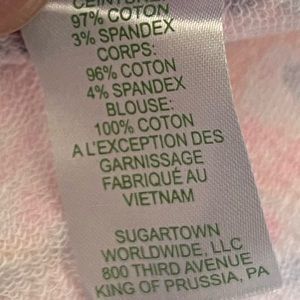 CEINTURE:
97% COTON
3% SPANDEX
CORPS:
96% COTON
4% SPANDEX
BLOUSE:
100% COTON
A L'EXCEPTION DES
GARNISSAGE
FABRIQUÉ AU
VIETNAM
SUGARTOWN
WORLDWIDE, LLC
800 THIRD AVENUE
KING OF PRUSSIA, PA